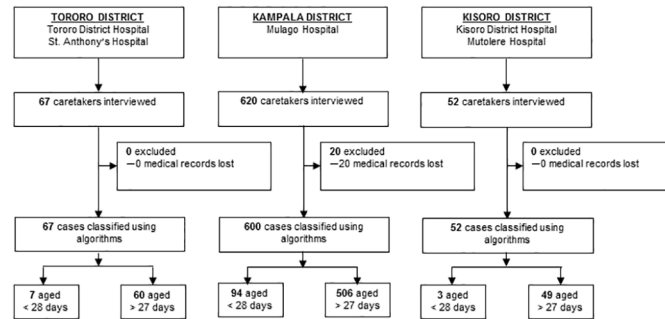 TORORO DISTRICT
Tororo District Hospital
St. Anthony's Hospital
67 caretakers interviewed
0 excluded
—0 medical records lost
67 cases classified using
algorithms
7 aged
< 28 days
60 aged
> 27 days
KAMPALA DISTRICT
Mulago Hospital
620 caretakers interviewed
20 excluded
—20 medical records lost
600 cases classified using
algorithms
94 aged
< 28 days
506 aged
> 27 days
KISORO DISTRICT
Kisoro District Hospital
Mutolere Hospital
52 caretakers interviewed
0 excluded
—0 medical records lost
52 cases classified using
algorithms
3 aged
< 28 days
49 aged
> 27 days